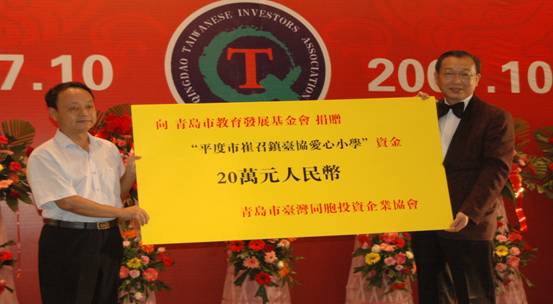 7.10
QINGDAO TAIWANESE INVESTORS ASSOCIATION
T
10
向 青島市教育發展基金會 捐贈
“平度市崔召鎮臺協愛心小學”資金
20萬元人民幣
青島市臺灣同胞投資企業協會